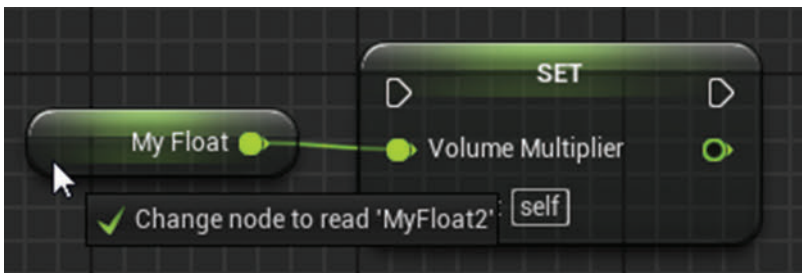 SET
My Float
Volume Multiplier
: self
Change node to read 'MyFloat2'